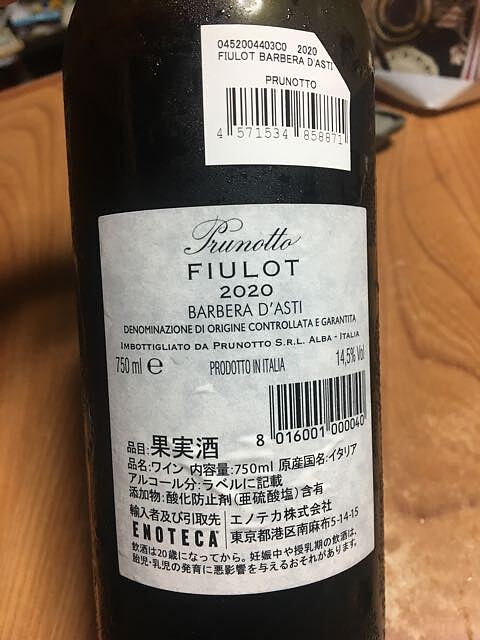 0452004403C0 2020
FIULOT BARBERA D'ASTI
PRUNOTTO
4 571534 858871
Prunotto
FIULOT
2020
BARBERA D'ASTI
DENOMINAZIONE DI ORIGINE CONTROLLATA E GARANTITA
IMBOTTIGLIATO DA PRUNOTTO S.R.L. ALBA - ITALIA
750 ml e PRODOTTO IN ITALIA 14,5% Vol
8 016001 000040
品目:果実酒
品名:ワイン 内容量:750ml 原産国名:イタリア
アルコール分:ラベルに記載
添加物:酸化防止剤(亜硫酸塩)含有
輸入者及び引取先 エノテカ株式会社
ENOTECA 東京都港区南麻布5-14-15
飲酒は20歳になってから。妊娠中や授乳期の飲酒は、
胎児・乳児の発育に悪影響を与えるおそれがあります。